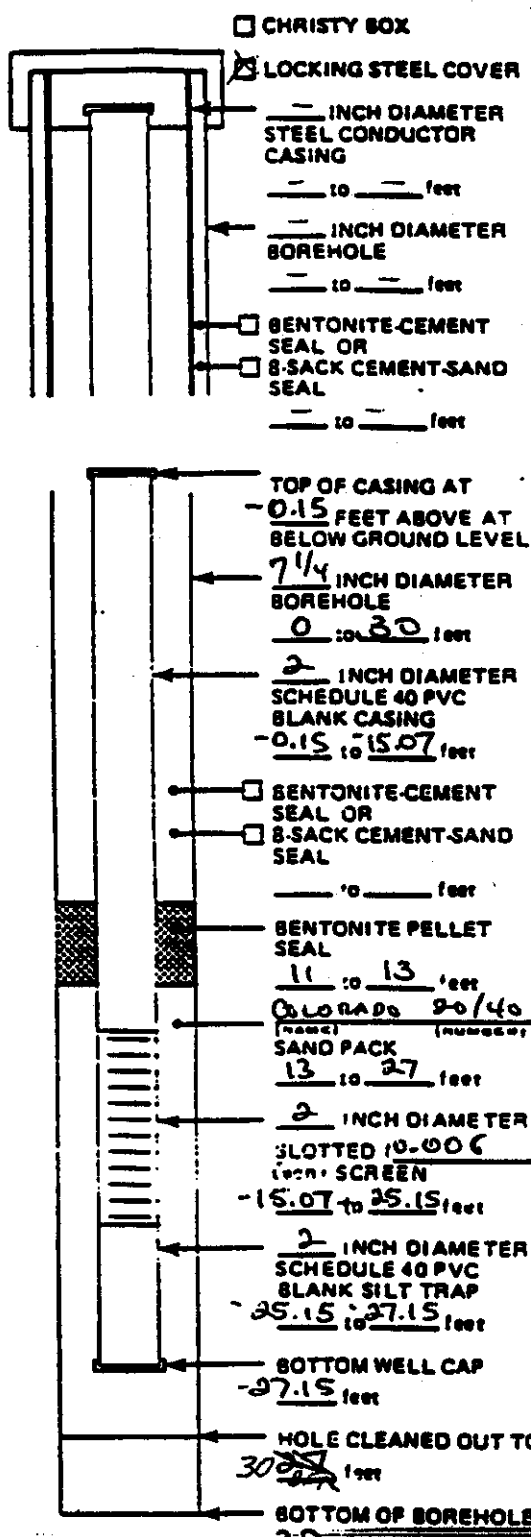 CHRISTY BOX
LOCKING STEEL COVER
— INCH DIAMETER
STEEL CONDUCTOR
CASING
— to — feet
— INCH DIAMETER
BOREHOLE
— to — feet
BENTONITE-CEMENT
SEAL OR
8-SACK CEMENT-SAND
SEAL
— to — feet
TOP OF CASING AT
-0.15 FEET ABOVE AT
BELOW GROUND LEVEL
7 1/4 INCH DIAMETER
BOREHOLE
0 to 30 feet
2 INCH DIAMETER
SCHEDULE 40 PVC
BLANK CASING
-0.15 to -15.07 feet
BENTONITE-CEMENT
SEAL OR
8-SACK CEMENT-SAND
SEAL
to feet
BENTONITE PELLET
SEAL
11 to 13 feet
COLORADO 20/40
(NAME) (NUMBER)
SAND PACK
13 to 27 feet
2 INCH DIAMETER
SLOTTED 0.006
SCREEN
-15.07 to 25.15 feet
2 INCH DIAMETER
SCHEDULE 40 PVC
BLANK SILT TRAP
-25.15 to -27.15 feet
BOTTOM WELL CAP
-27.15 feet
HOLE CLEANED OUT TO
30 feet
BOTTOM OF BOREHOLE